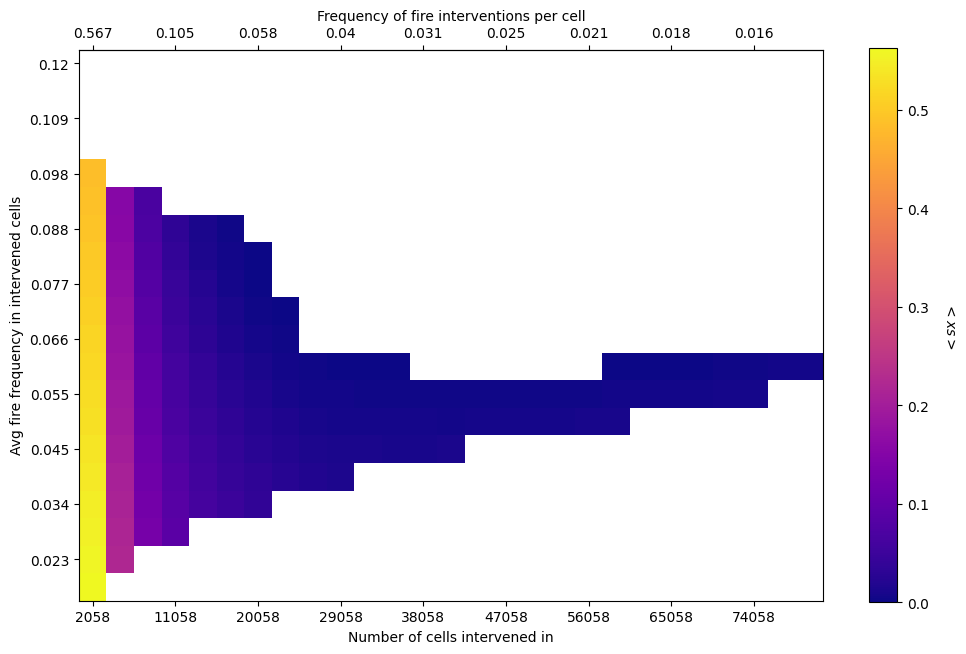 Frequency of fire interventions per cell
0.567 0.105 0.058 0.04 0.031 0.025 0.021 0.018 0.016
Avg fire frequency in intervened cells
0.12
0.109
0.098
0.088
0.077
0.066
0.055
0.045
0.034
0.023
2058 11058 20058 29058 38058 47058 56058 65058 74058
Number of cells intervened in
0.5
0.4
0.3
0.2
0.1
0.0
< sx >